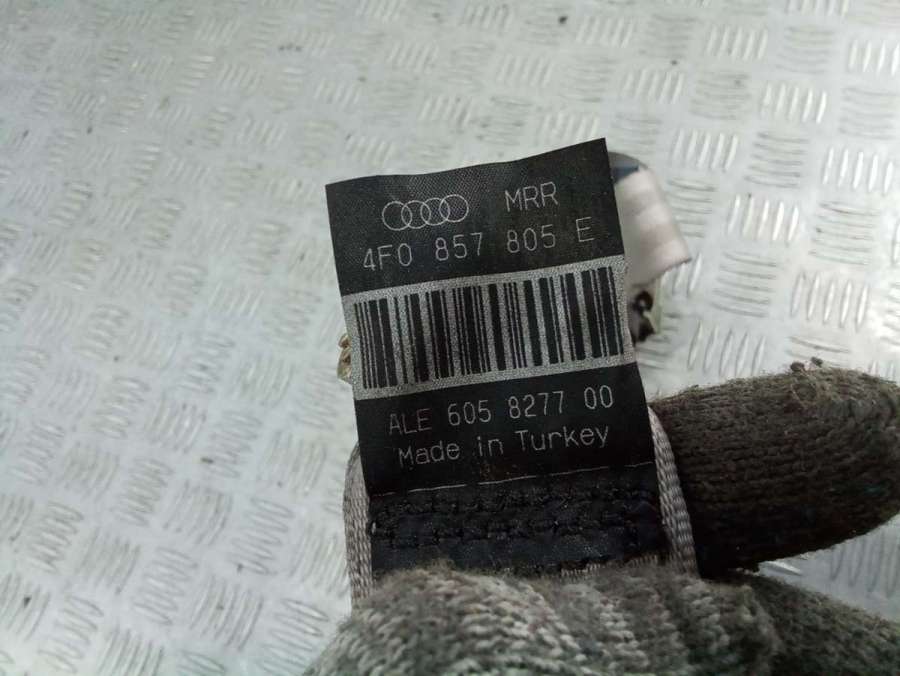 MRR
4F0 857 805 E
ALE 605 8277 00
Made in Turkey